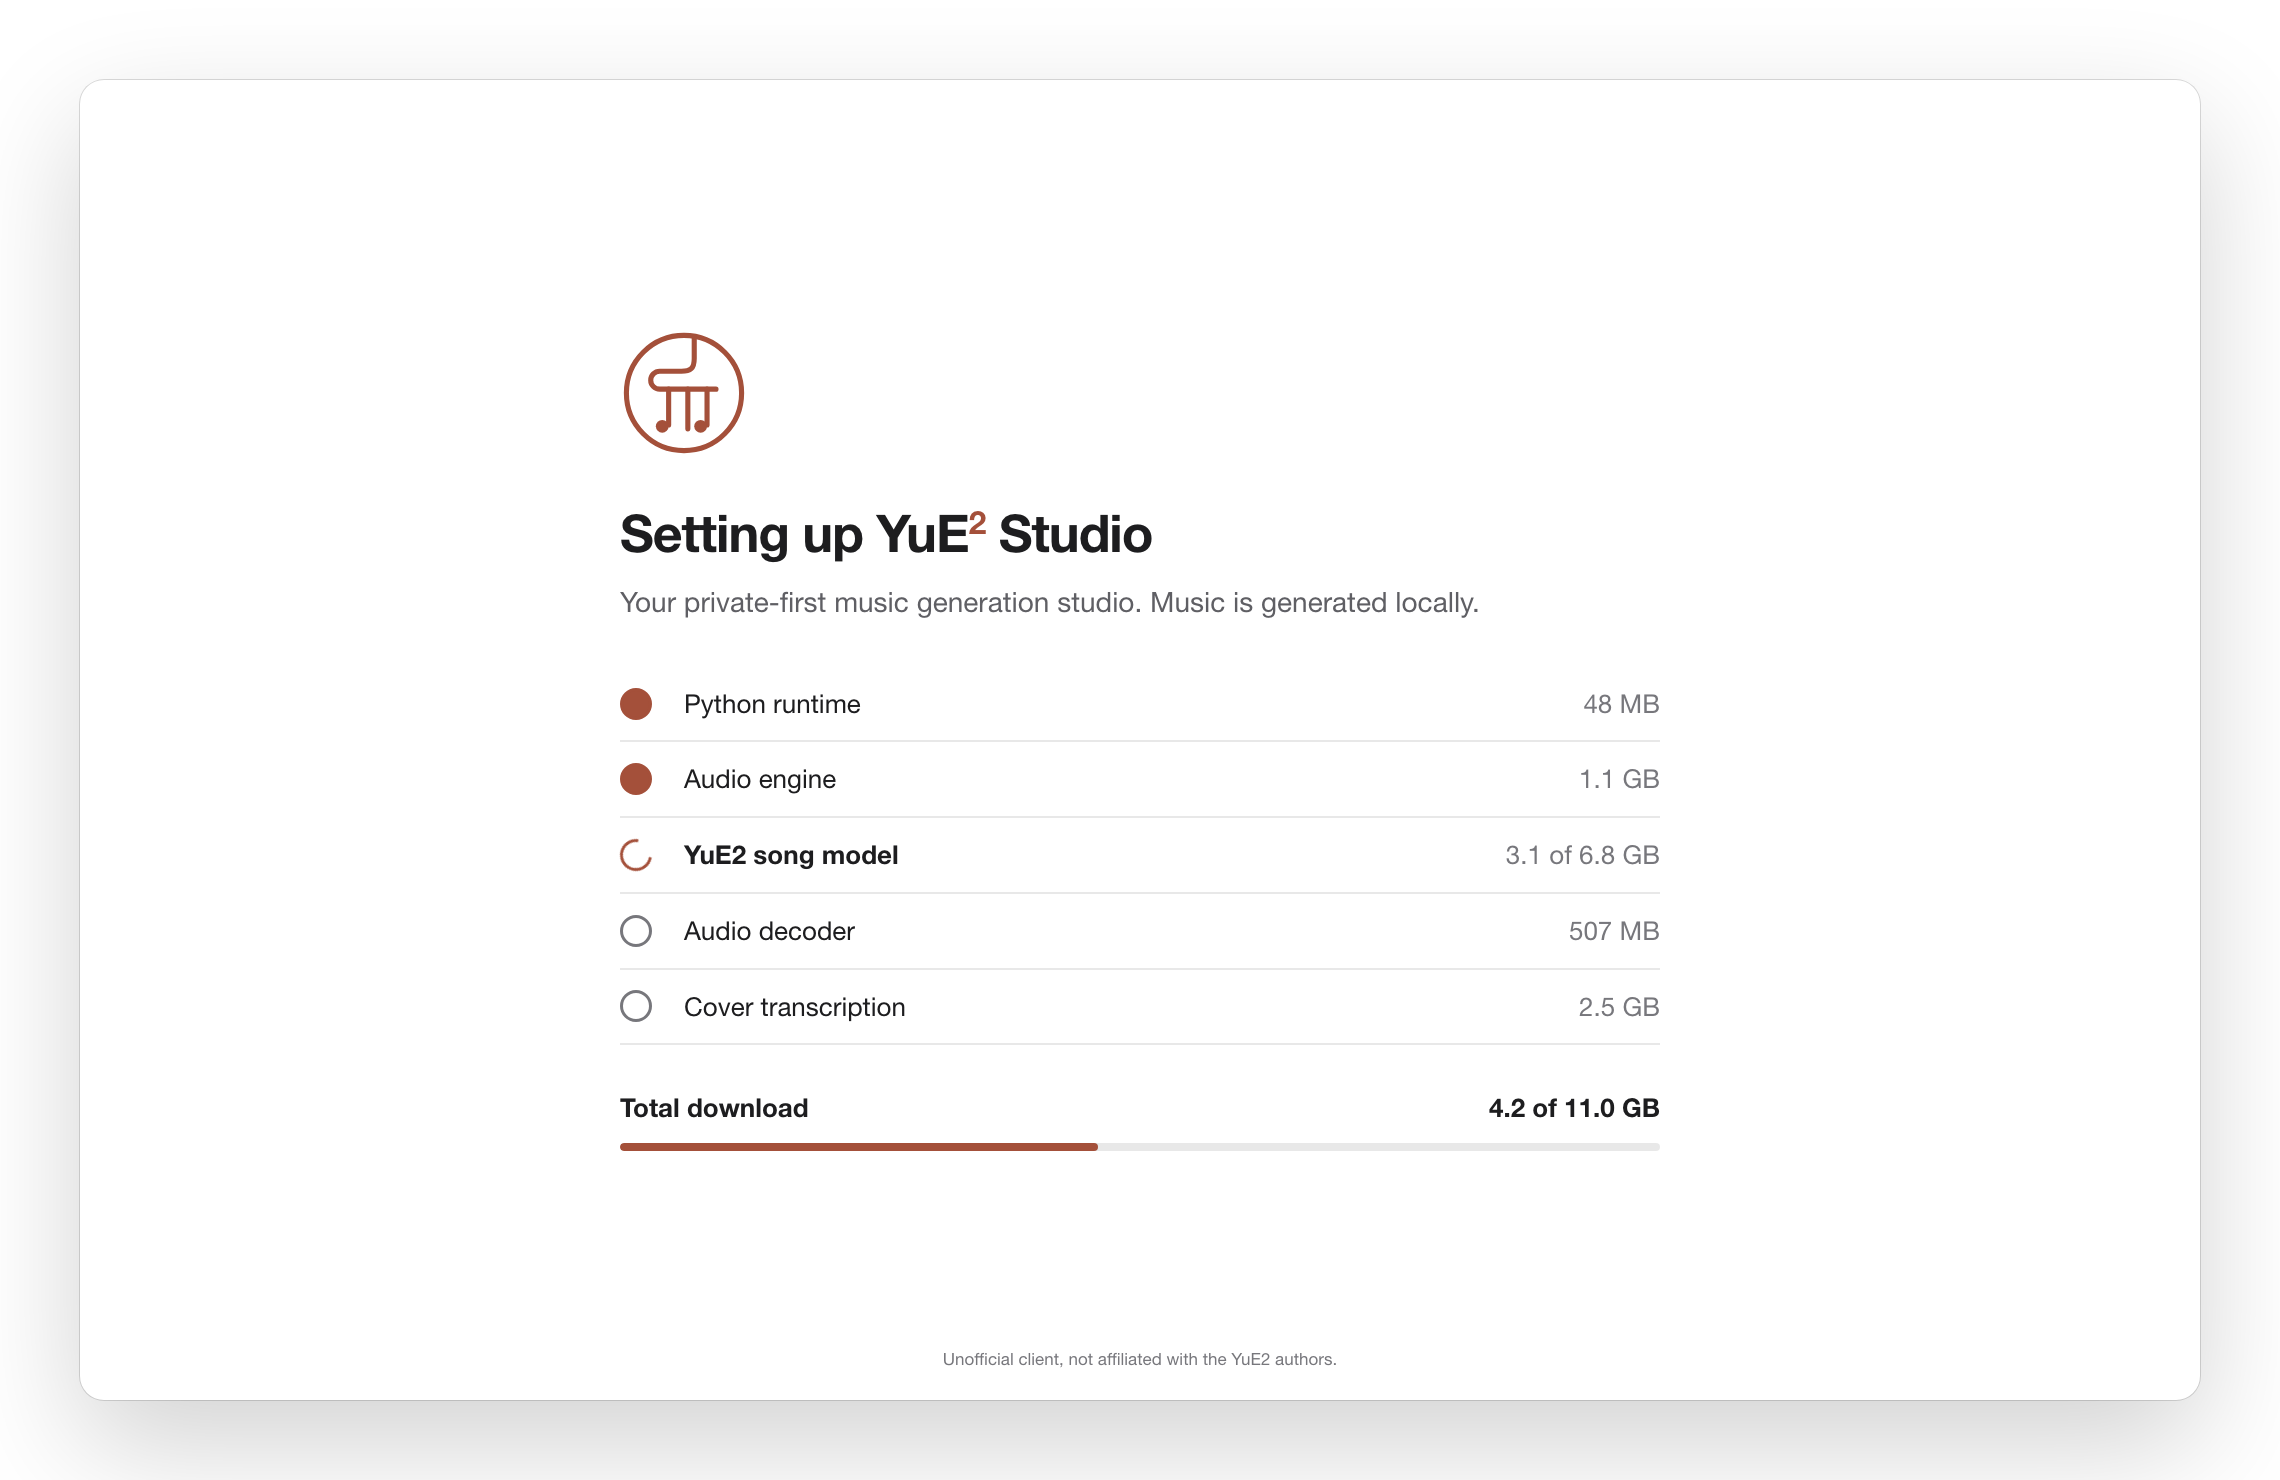 Setting up YuE² Studio
Your private-first music generation studio. Music is generated locally.
Python runtime 48 MB
Audio engine 1.1 GB
YuE2 song model 3.1 of 6.8 GB
Audio decoder 507 MB
Cover transcription 2.5 GB
Total download 4.2 of 11.0 GB
Unofficial client, not affiliated with the YuE2 authors.